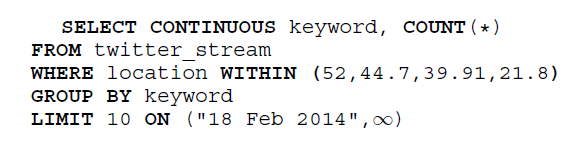 SELECT CONTINUOUS keyword, COUNT(*)
FROM twitter_stream
WHERE location WITHIN (52,44.7,39.91,21.8)
GROUP BY keyword
LIMIT 10 ON ("18 Feb 2014",∞)